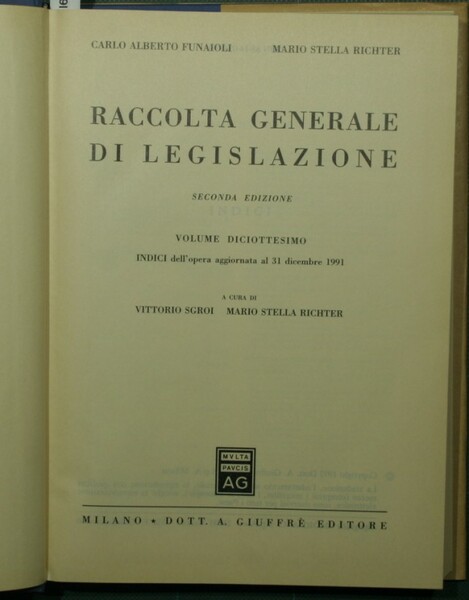 CARLO ALBERTO FUNAIOLI MARIO STELLA RICHTER
RACCOLTA GENERALE
DI LEGISLAZIONE
SECONDA EDIZIONE
VOLUME DICIOTTESIMO
INDICI dell'opera aggiornata al 31 dicembre 1991
A CURA DI
VITTORIO SGROI MARIO STELLA RICHTER
MVLTA
PAVCIS
AG
MILANO • DOTT. A. GIUFFRÈ EDITORE